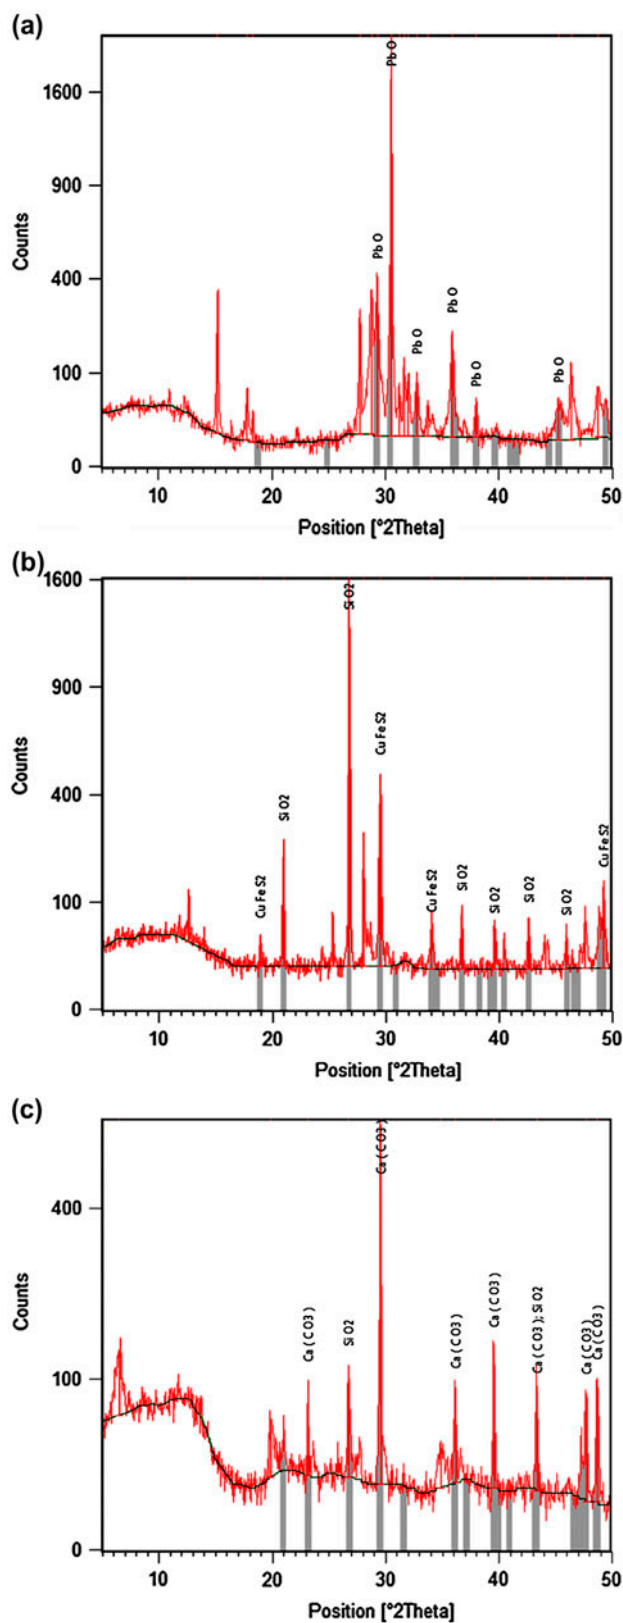 (a)
Counts
1600
900
400
100
0
Pb O
Pb O
Pb O
Pb O
Pb O
Pb O
10 20 30 40 50
Position [°2Theta]
(b)
Counts
1600
900
400
100
0
Cu Fe S2
Si O2
Si O2
Cu Fe S2
Cu Fe S2
Si O2
Si O2
Si O2
Si O2
Cu Fe S2
10 20 30 40 50
Position [°2Theta]
(c)
Counts
400
100
0
Ca ( C O3 )
Si O2
Ca ( C O3 )
Ca ( C O3 )
Ca ( C O3 )
Ca ( C O3 ); Si O2
Ca ( C O3 )
Ca ( C O3 )
10 20 30 40 50
Position [°2Theta]